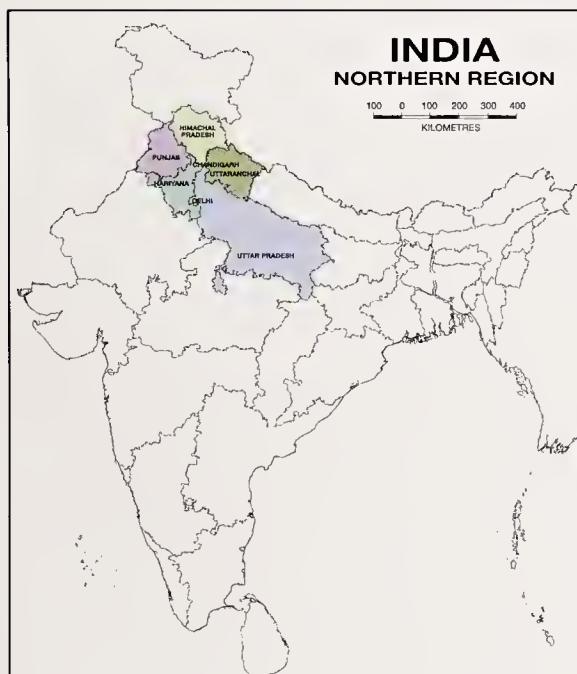 INDIA
NORTHERN REGION
100 0 100 200 300 400
KILOMETRES
HIMACHAL
PRADESH
PUNJAB
CHANDIGARH
UTTARANCHAL
HARIYANA
DELHI
UTTAR PRADESH